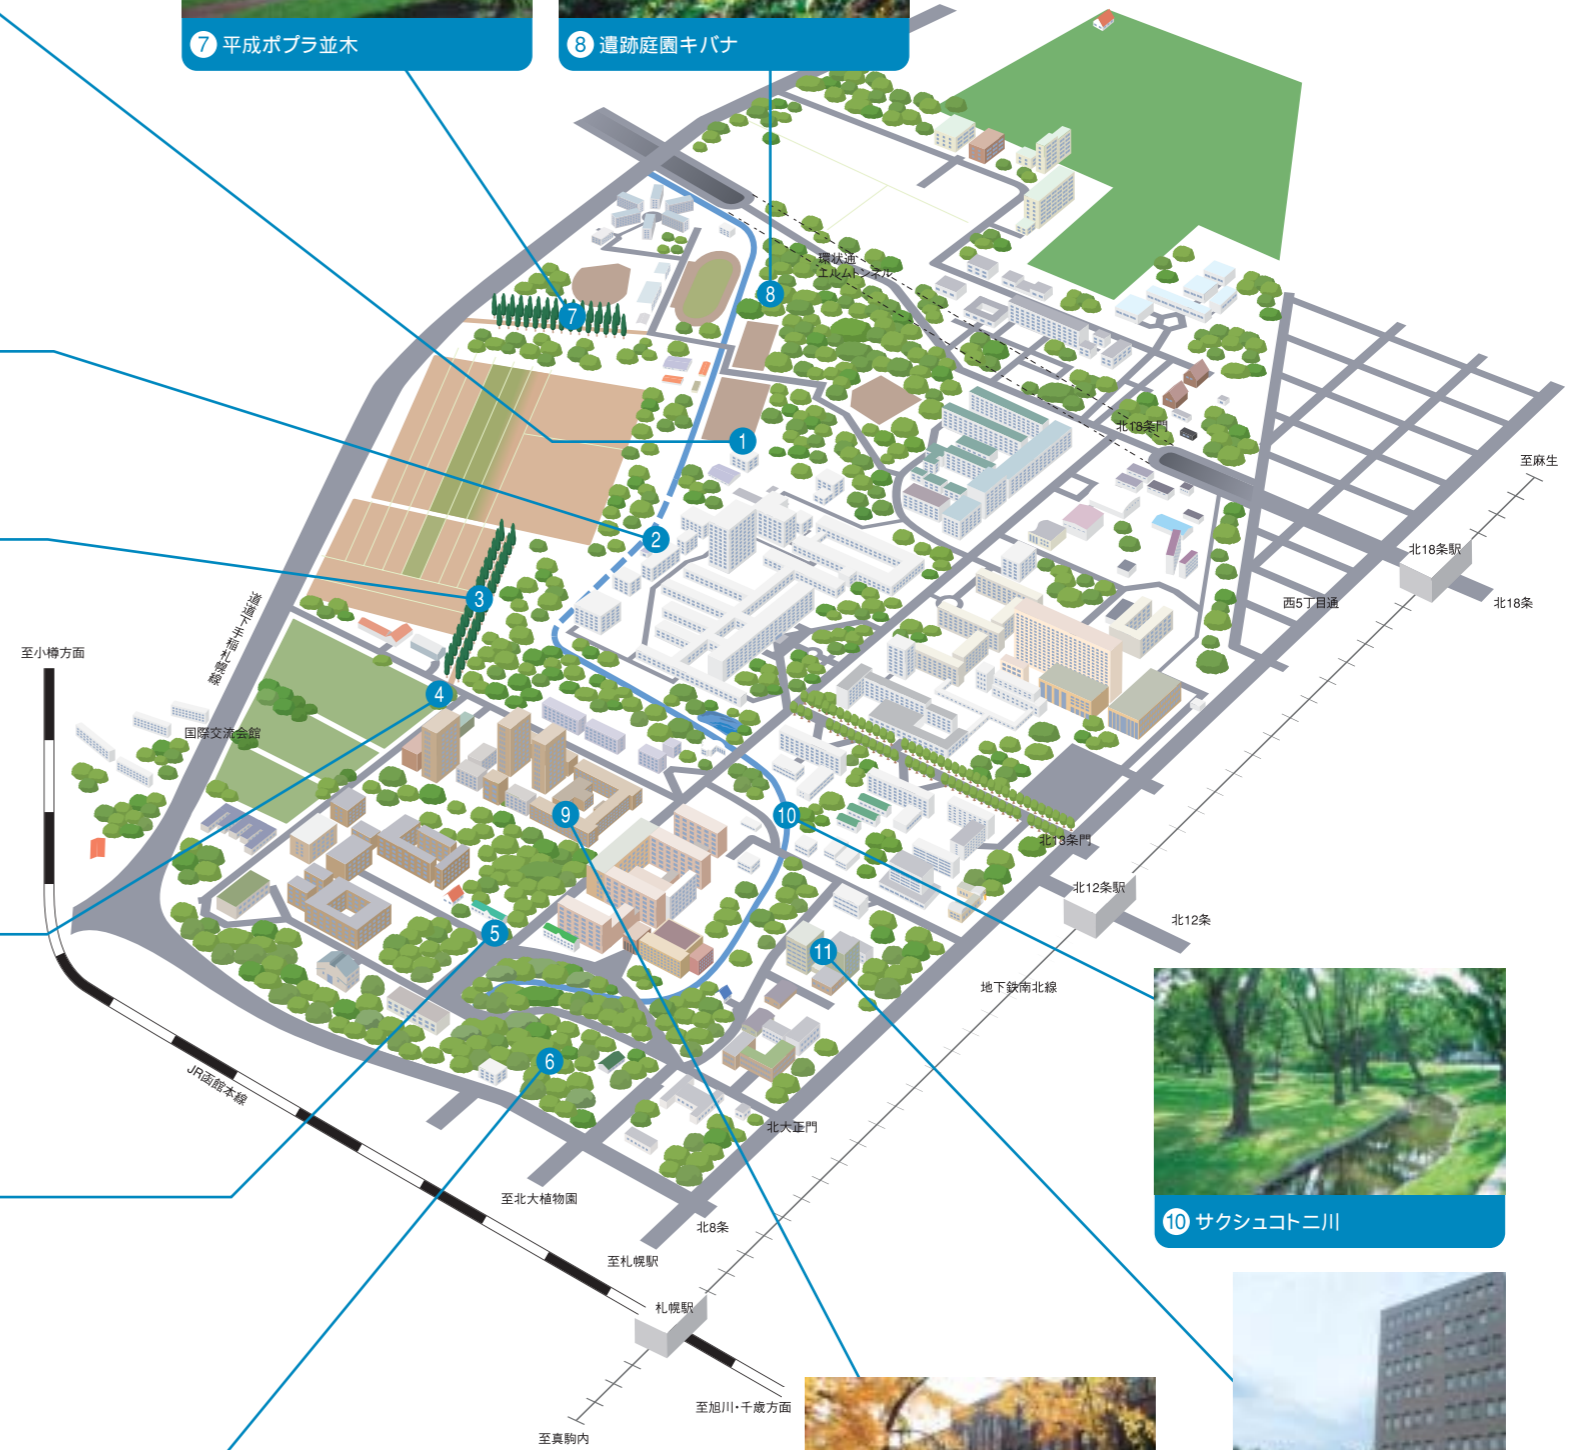 7 平成ポプラ並木
8 遺跡庭園キバナ
環状通
エルムトンネル
8
7
1
北18条門
至麻生
2
北18条駅
北18条
西5丁目通
3
道道下手稲札幌線
至小樽方面
4
国際交流会館
9
10
北13条門
北12条駅
北12条
5
11
地下鉄南北線
6
JR函館本線
北大正門
至北大植物園
北8条
10 サクシュコトニ川
至札幌駅
札幌駅
至旭川・千歳方面
至真駒内